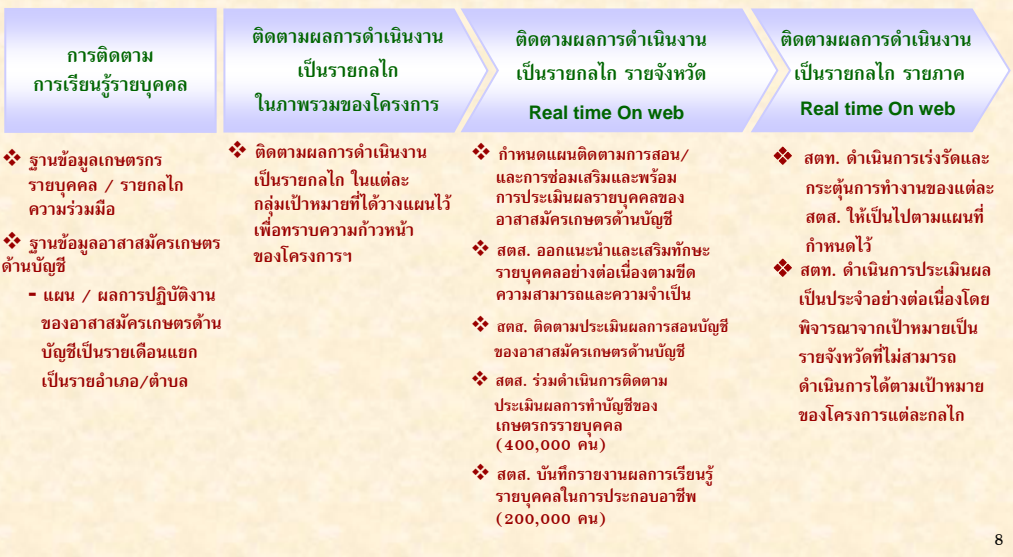 การติดตาม
การเรียนรู้รายบุคคล
❖ ฐานข้อมูลเกษตรกร
รายบุคคล / รายกลไก
ความร่วมมือ
❖ ฐานข้อมูลอาสาสมัครเกษตร
ด้านบัญชี
- แผน / ผลการปฏิบัติงาน
ของอาสาสมัครเกษตรด้าน
บัญชีเป็นรายเดือนแยก
เป็นรายอำเภอ/ตำบล
ติดตามผลการดำเนินงาน
เป็นรายกลไก
ในภาพรวมของโครงการ
❖ ติดตามผลการดำเนินงาน
เป็นรายกลไก ในแต่ละ
กลุ่มเป้าหมายที่ได้วางแผนไว้
เพื่อทราบความก้าวหน้า
ของโครงการฯ
ติดตามผลการดำเนินงาน
เป็นรายกลไก รายจังหวัด
Real time On web
❖ กำหนดแผนติดตามการสอน/
และการซ่อมเสริมและพร้อม
การประเมินผลรายบุคคลของ
อาสาสมัครเกษตรด้านบัญชี
❖ สตส. ออกแนะนำและเสริมทักษะ
รายบุคคลอย่างต่อเนื่องตามขีด
ความสามารถและความจำเป็น
❖ สตส. ติดตามประเมินผลการสอนบัญชี
ของอาสาสมัครเกษตรด้านบัญชี
❖ สตส. ร่วมดำเนินการติดตาม
ประเมินผลการทำบัญชีของ
เกษตรกรรายบุคคล
(400,000 คน)
❖ สตส. บันทึกรายงานผลการเรียนรู้
รายบุคคลในการประกอบอาชีพ
(200,000 คน)
ติดตามผลการดำเนินงาน
เป็นรายกลไก รายภาค
Real time On web
❖ สตท. ดำเนินการเร่งรัดและ
กระตุ้นการทำงานของแต่ละ
สตส. ให้เป็นไปตามแผนที่
กำหนดไว้
❖ สตท. ดำเนินการประเมินผล
เป็นประจำอย่างต่อเนื่องโดย
พิจารณาจากเป้าหมายเป็น
รายจังหวัดที่ไม่สามารถ
ดำเนินการได้ตามเป้าหมาย
ของโครงการแต่ละกลไก
8